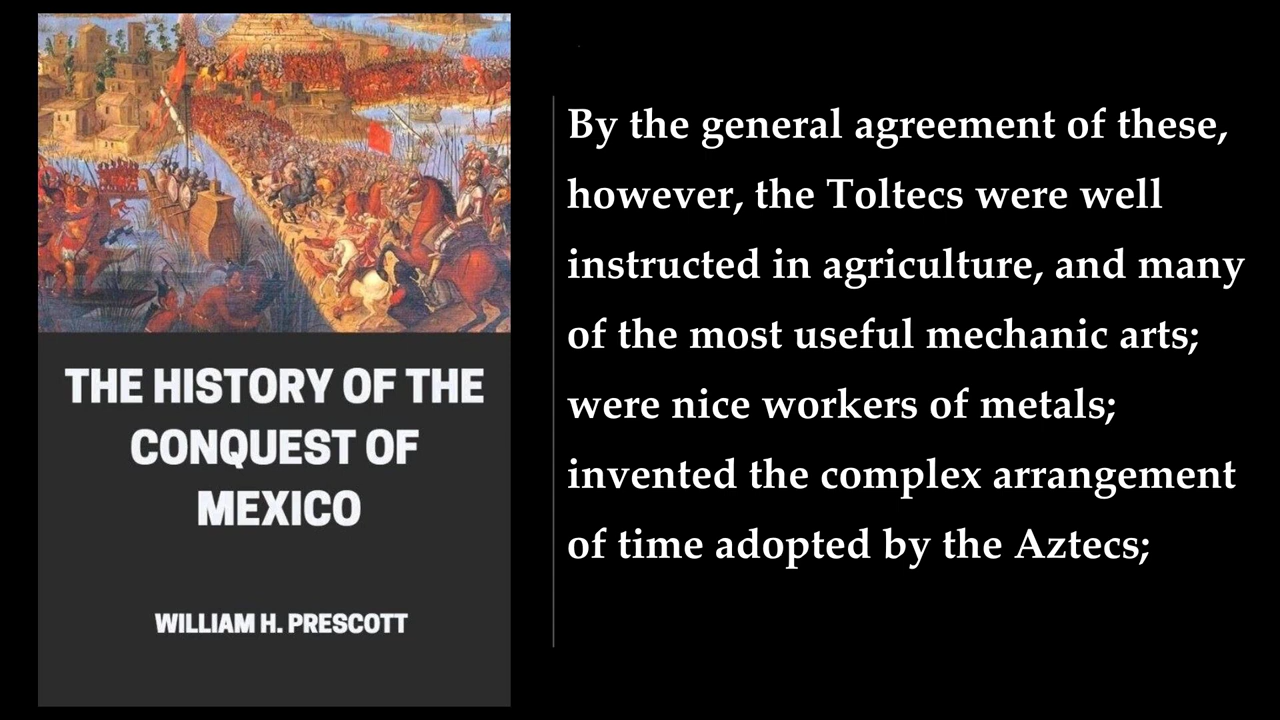 THE HISTORY OF THE
CONQUEST OF
MEXICO
WILLIAM H. PRESCOTT
By the general agreement of these,
however, the Toltecs were well
instructed in agriculture, and many
of the most useful mechanic arts;
were nice workers of metals;
invented the complex arrangement
of time adopted by the Aztecs;